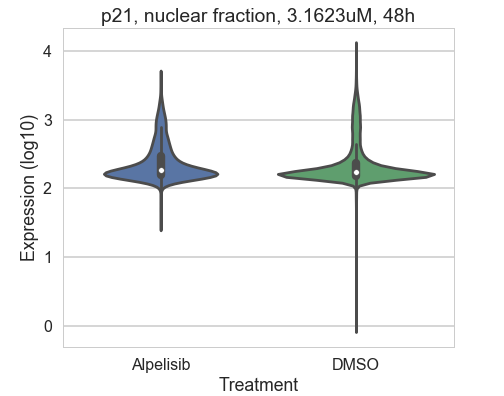 p21, nuclear fraction, 3.1623uM, 48h
Expression (log10)
4
3
2
1
0
Alpelisib DMSO
Treatment